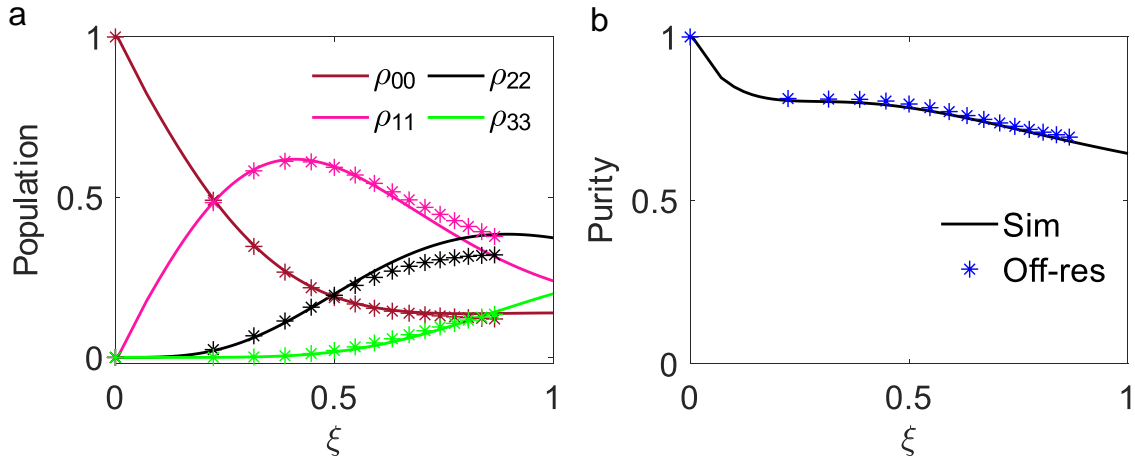 a
1
0.5
0
Population
ρ00 ρ22
ρ11 ρ33
0 0.5 1
ξ
b
1
0.5
0
Purity
Sim
Off-res
0 0.5 1
ξ